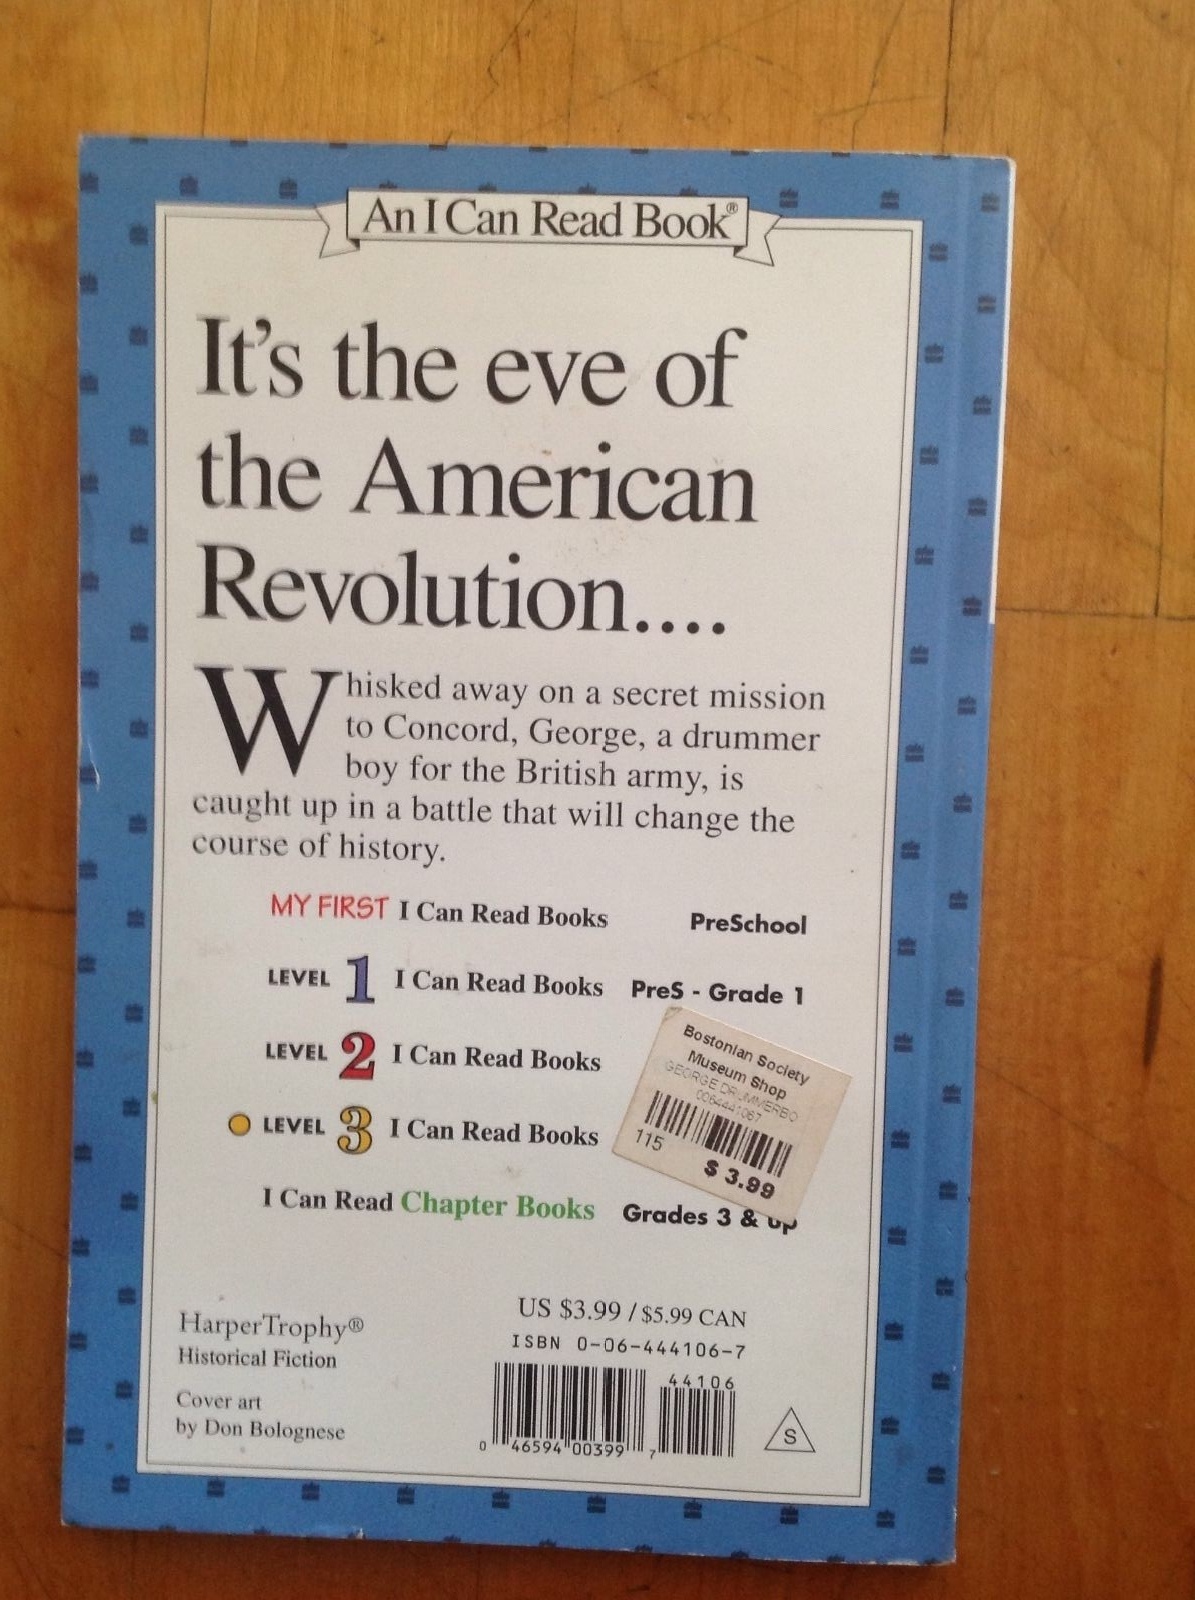 An I Can Read Book®
It's the eve of
the American
Revolution....
Whisked away on a secret mission
to Concord, George, a drummer
boy for the British army, is
caught up in a battle that will change the
course of history.
MY FIRST I Can Read Books PreSchool
LEVEL 1 I Can Read Books PreS - Grade 1
LEVEL 2 I Can Read Books
LEVEL 3 I Can Read Books
I Can Read Chapter Books Grades 3 & up
Bostonian Society
Museum Shop
GEORGE DRUMMERBO
0064441067
115
$ 3.99
HarperTrophy®
Historical Fiction
Cover art
by Don Bolognese
US $3.99 / $5.99 CAN
ISBN 0-06-444106-7
44106
0 46594 00399 7
S